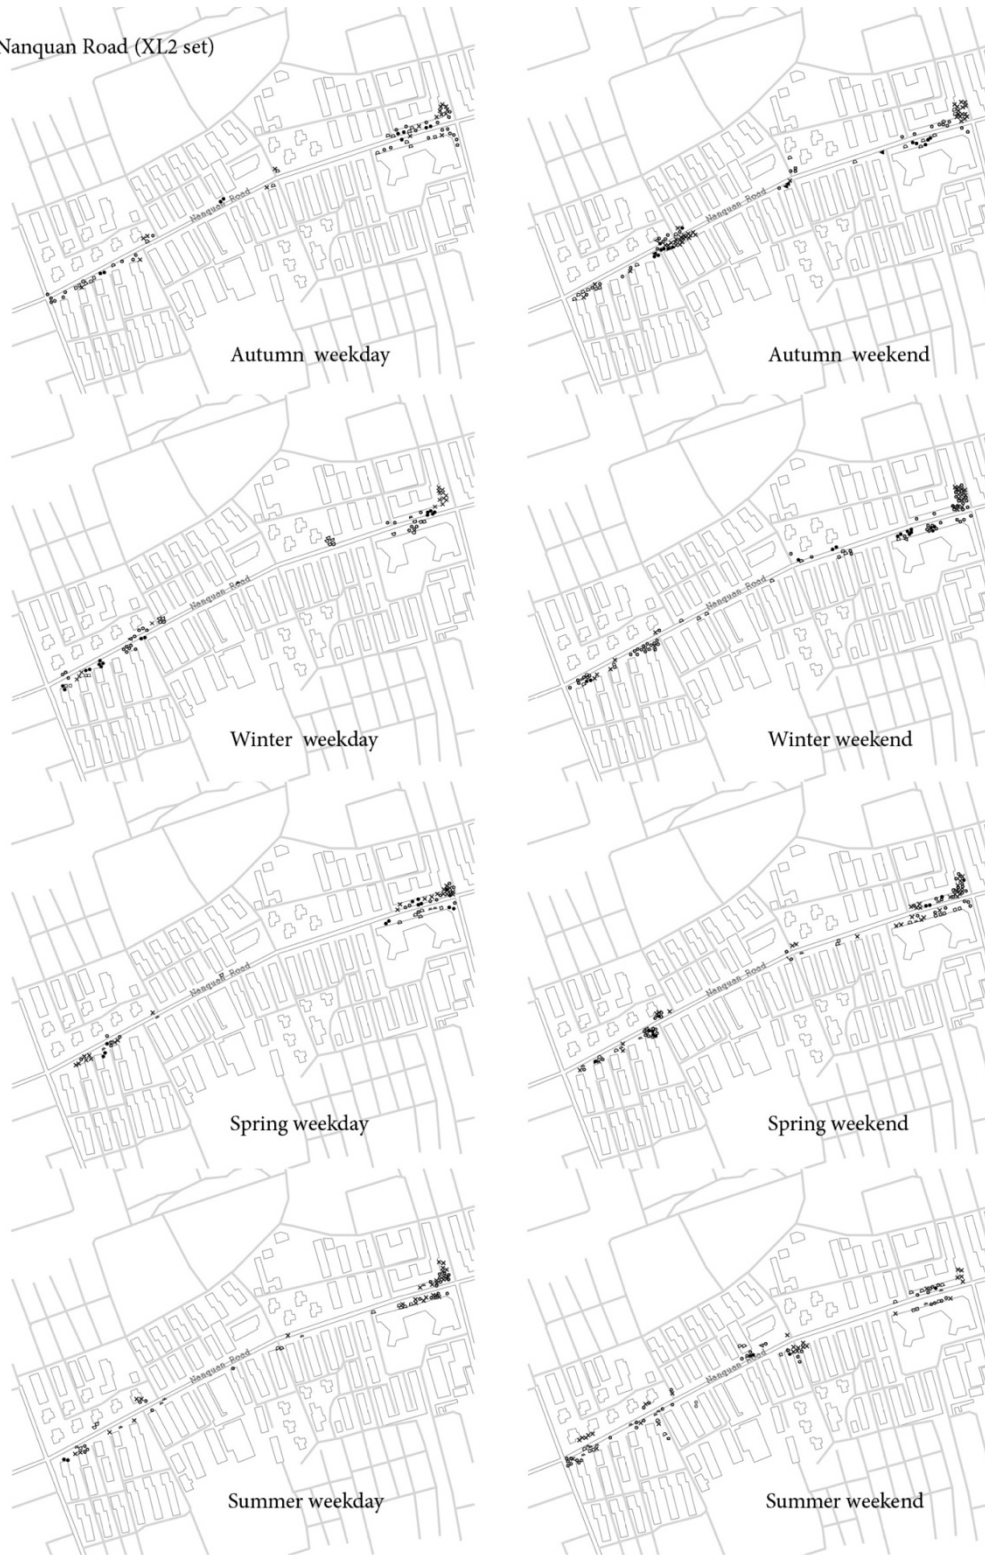 Nanquan Road (XL2 set)
Nanquan Road
Nanquan Road
Autumn weekday
Autumn weekend
Nanquan Road
Nanquan Road
Winter weekday
Winter weekend
Nanquan Road
Nanquan Road
Spring weekday
Spring weekend
Nanquan Road
Nanquan Road
Summer weekday
Summer weekend